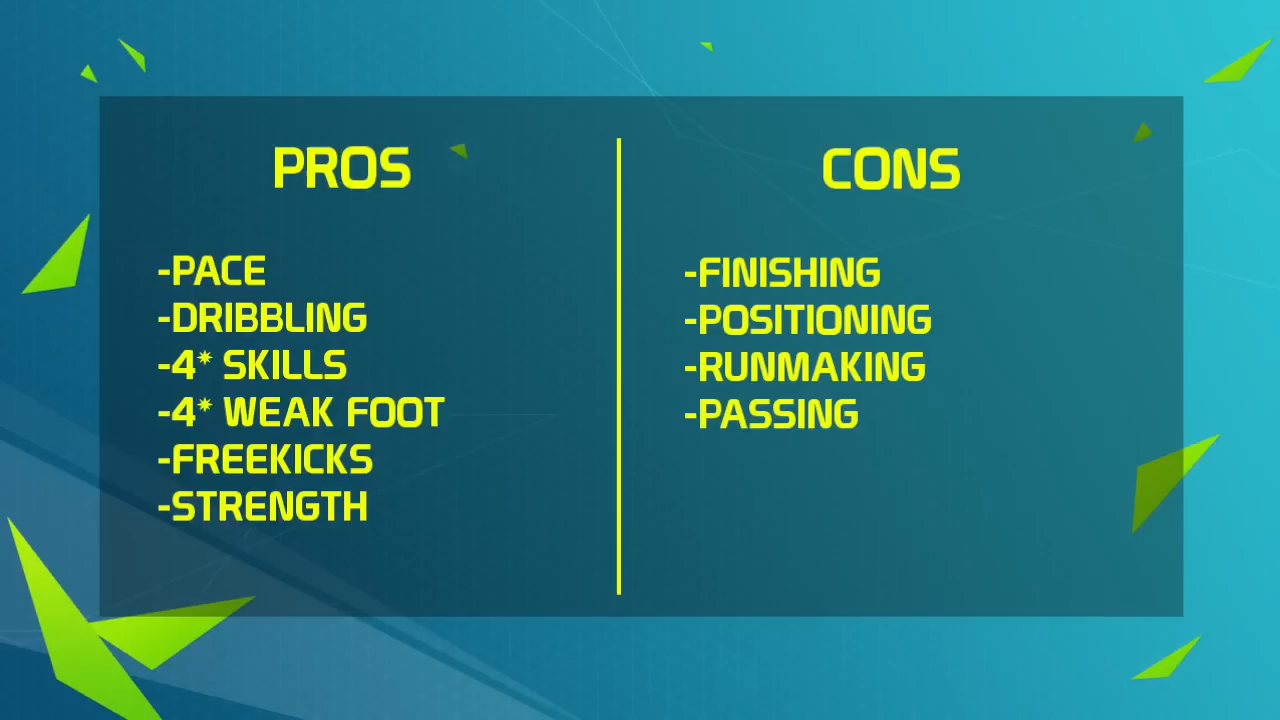 PROS
-PACE
-DRIBBLING
-4* SKILLS
-4* WEAK FOOT
-FREEKICKS
-STRENGTH
CONS
-FINISHING
-POSITIONING
-RUNMAKING
-PASSING